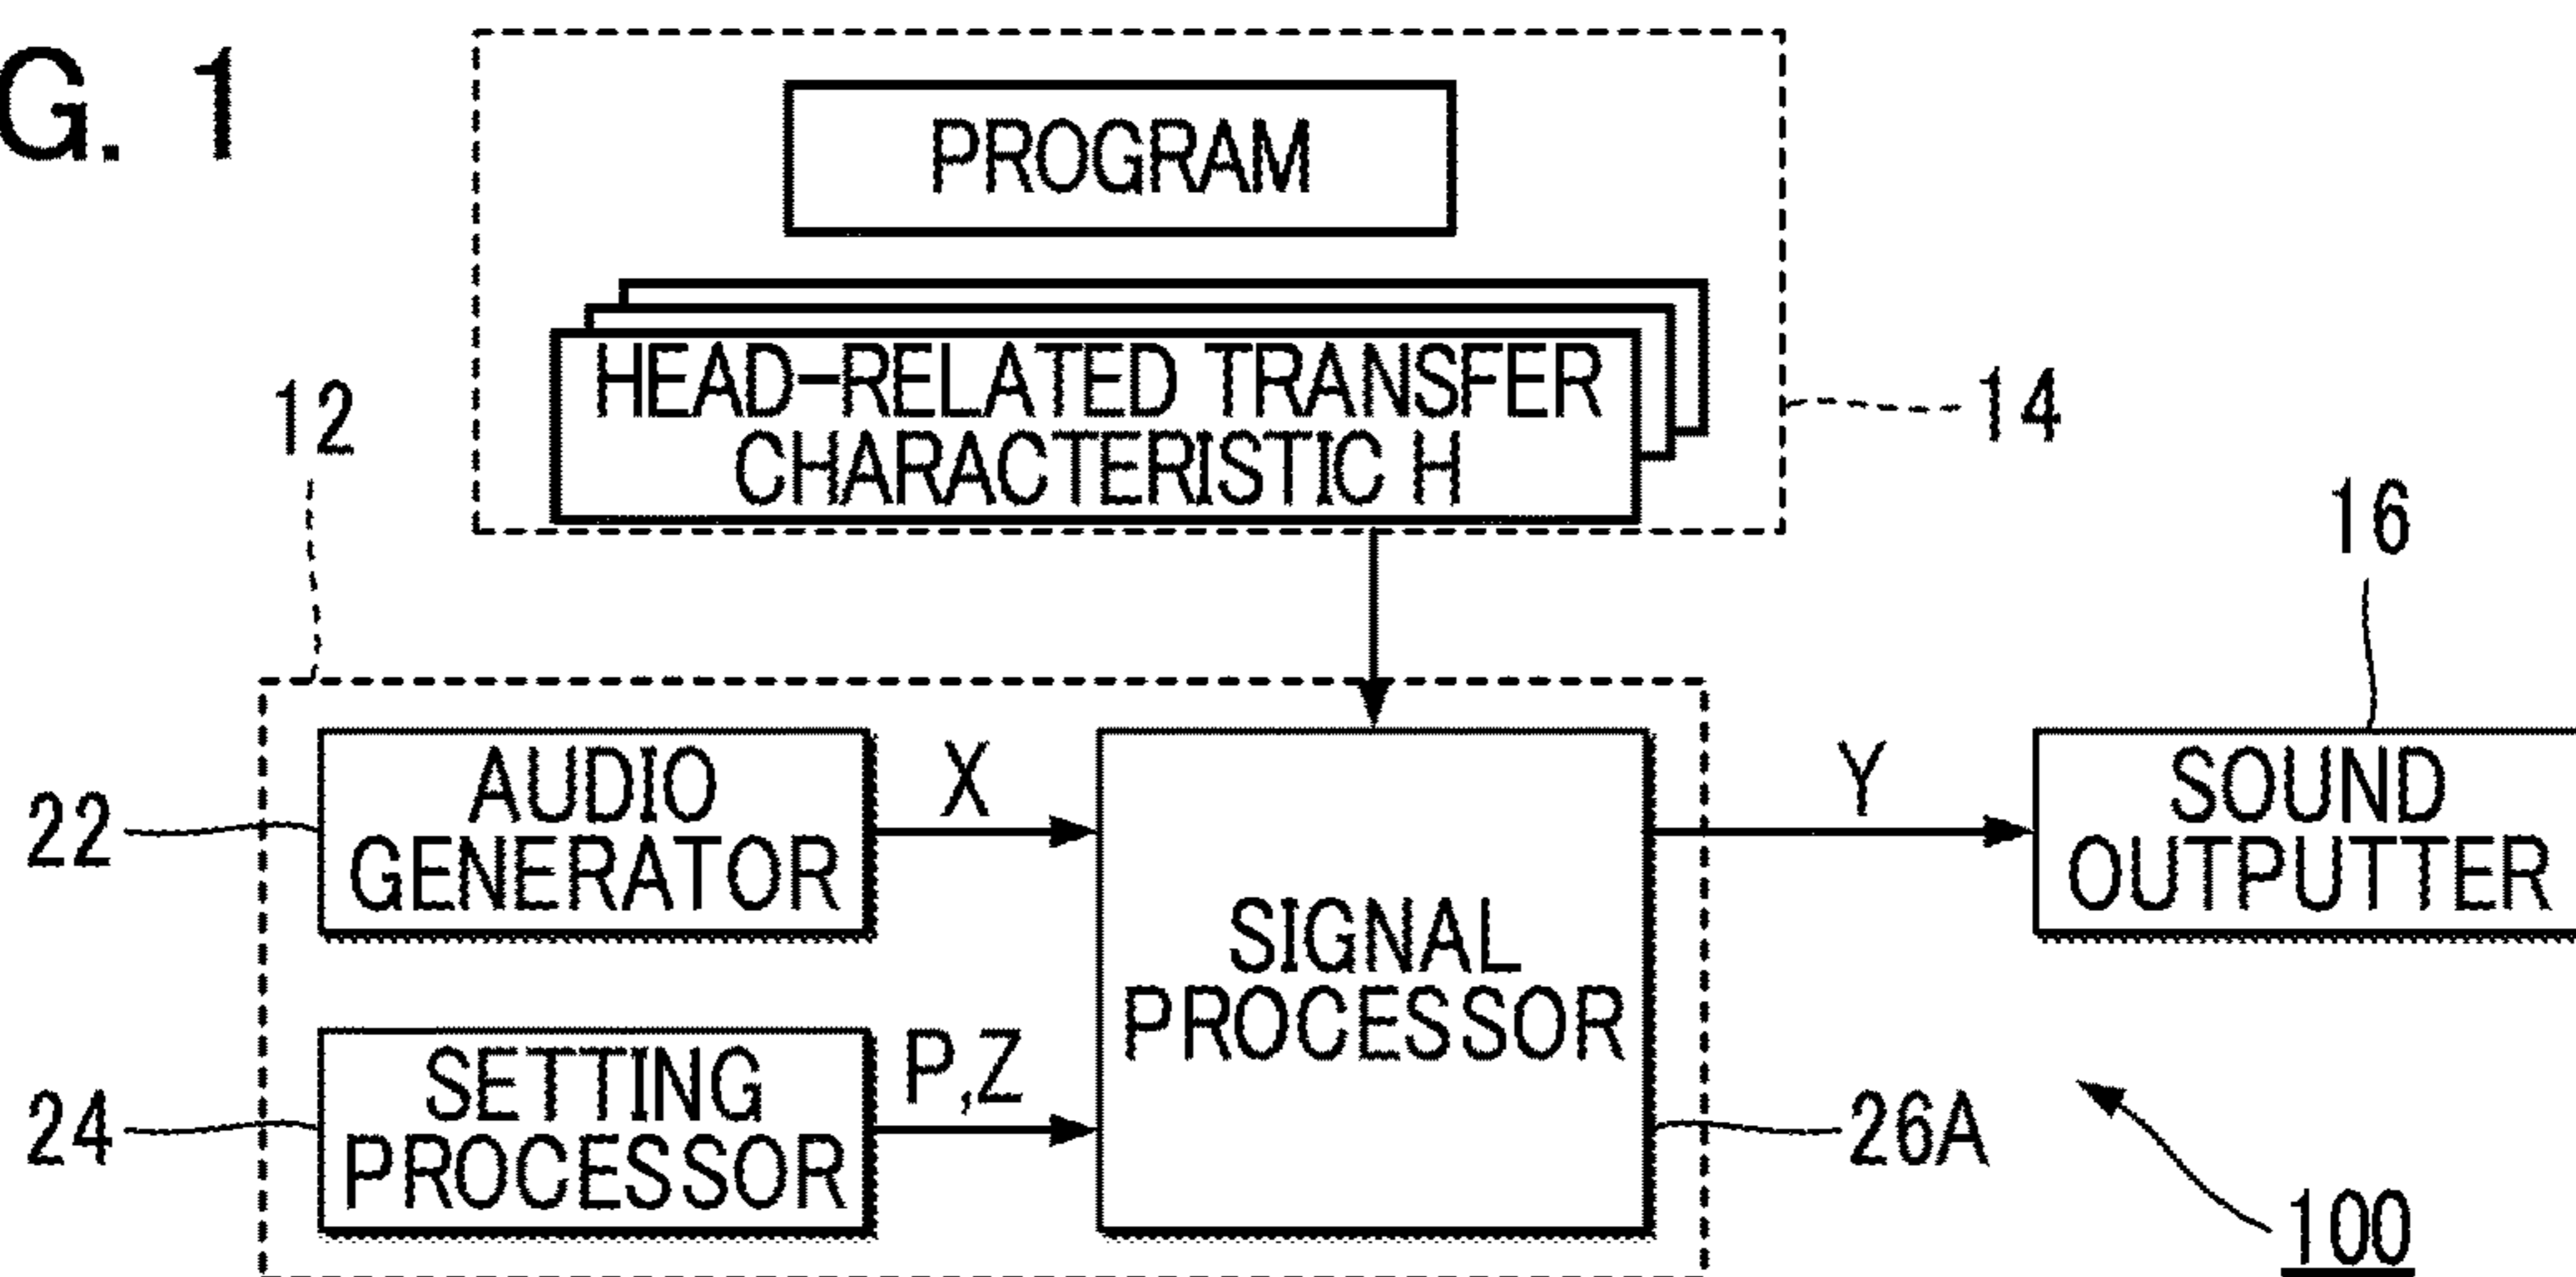 G. 1
PROGRAM
HEAD-RELATED TRANSFER
CHARACTERISTIC H
12
14
16
AUDIO
GENERATOR
X
Y
SOUND
OUTPUTTER
22
SIGNAL
PROCESSOR
SETTING
PROCESSOR
P,Z
24
26A
100